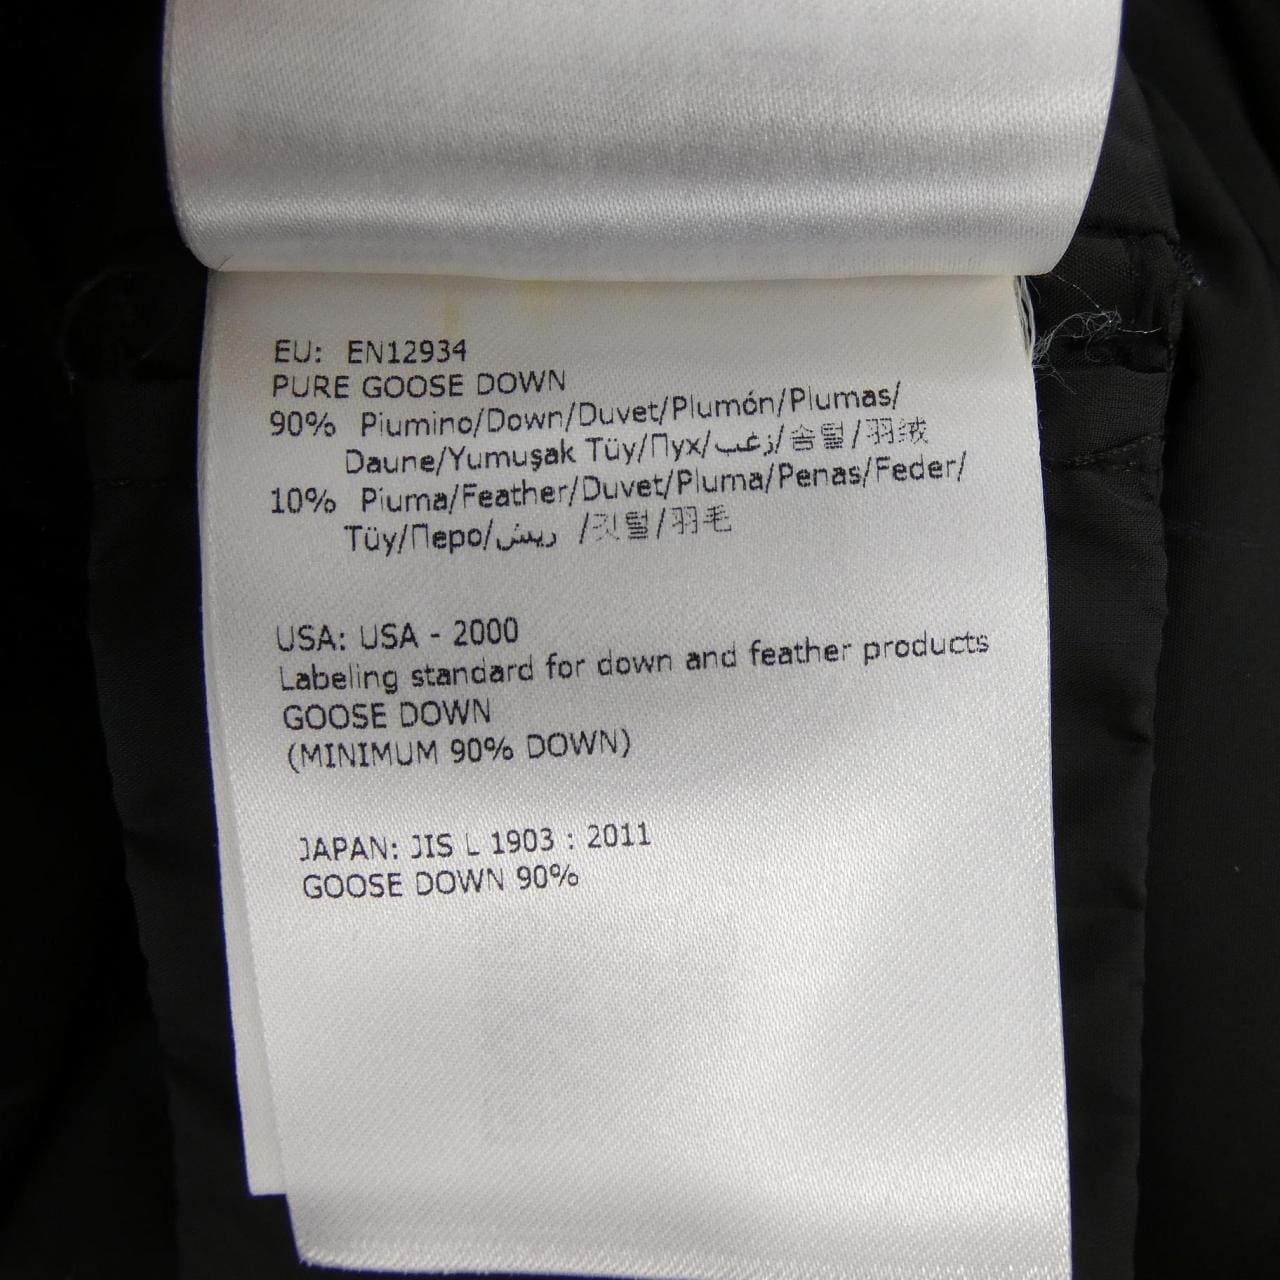 EU: EN12934
PURE GOOSE DOWN
90% Piumino/Down/Duvet/Plumón/Plumas/
Daune/Yumuşak Tüy/Пух/زغب/솜털/羽绒
10% Piuma/Feather/Duvet/Pluma/Penas/Feder/
Tüy/Перо/ريش /깃털/羽毛
USA: USA - 2000
Labeling standard for down and feather products
GOOSE DOWN
(MINIMUM 90% DOWN)
JAPAN: JIS L 1903 : 2011
GOOSE DOWN 90%